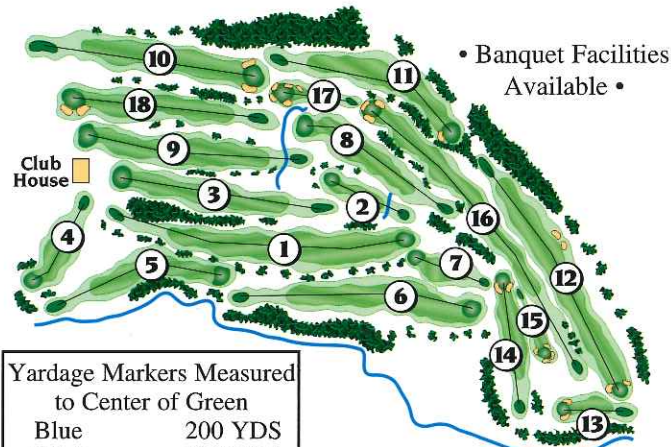 • Banquet Facilities
Available •
10
11
18
17
9
8
Club
House
3
2
16
4
1
7
5
6
12
15
14
13
Yardage Markers Measured
to Center of Green
Blue 200 YDS